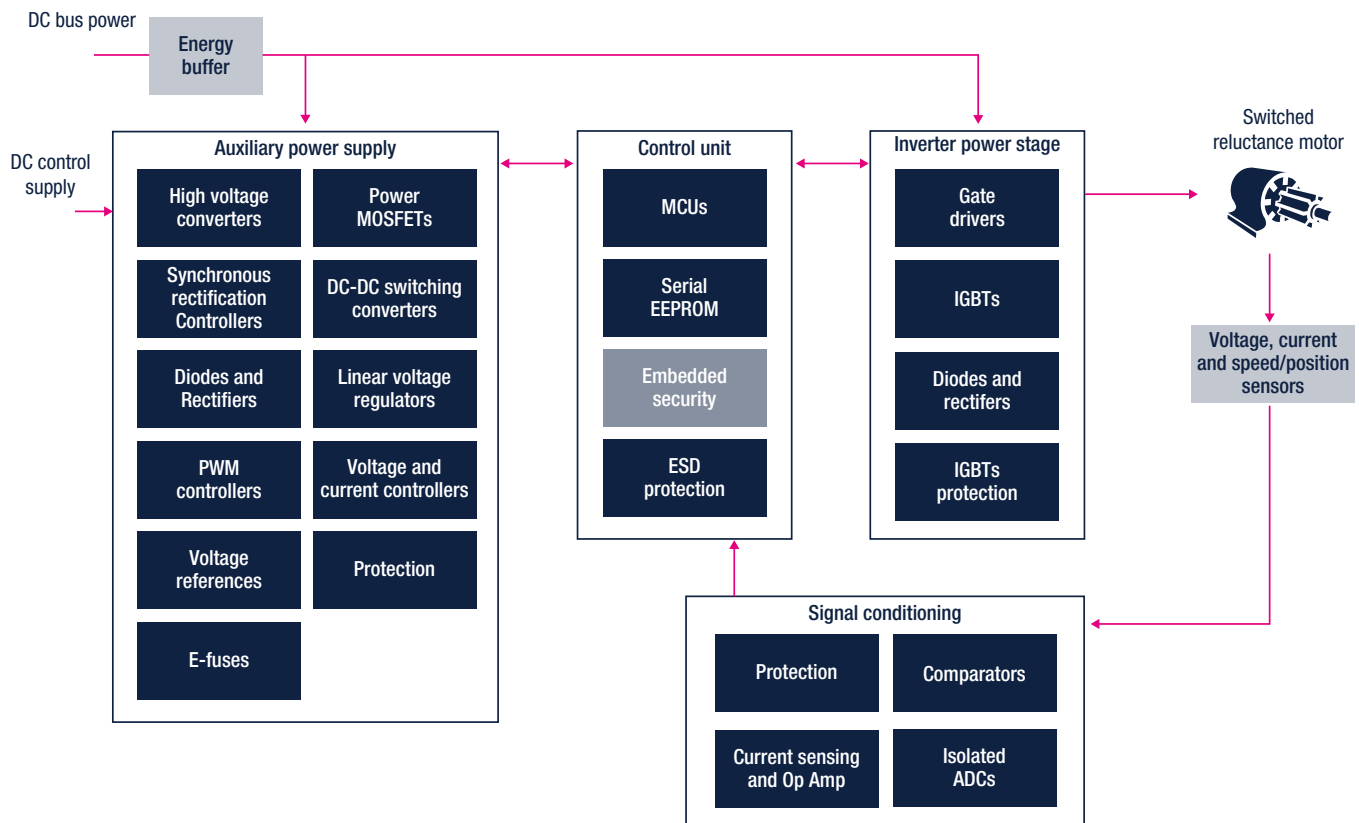 DC bus power
Energy
buffer
DC control
supply
Auxiliary power supply
High voltage
converters
Power
MOSFETs
Synchronous
rectification
Controllers
DC-DC switching
converters
Diodes and
Rectifiers
Linear voltage
regulators
PWM
controllers
Voltage and
current controllers
Voltage
references
Protection
E-fuses
Control unit
MCUs
Serial
EEPROM
Embedded
security
ESD
protection
Inverter power stage
Gate
drivers
IGBTs
Diodes and
rectifers
IGBTs
protection
Switched
reluctance motor
Voltage, current
and speed/position
sensors
Signal conditioning
Protection
Comparators
Current sensing
and Op Amp
Isolated
ADCs